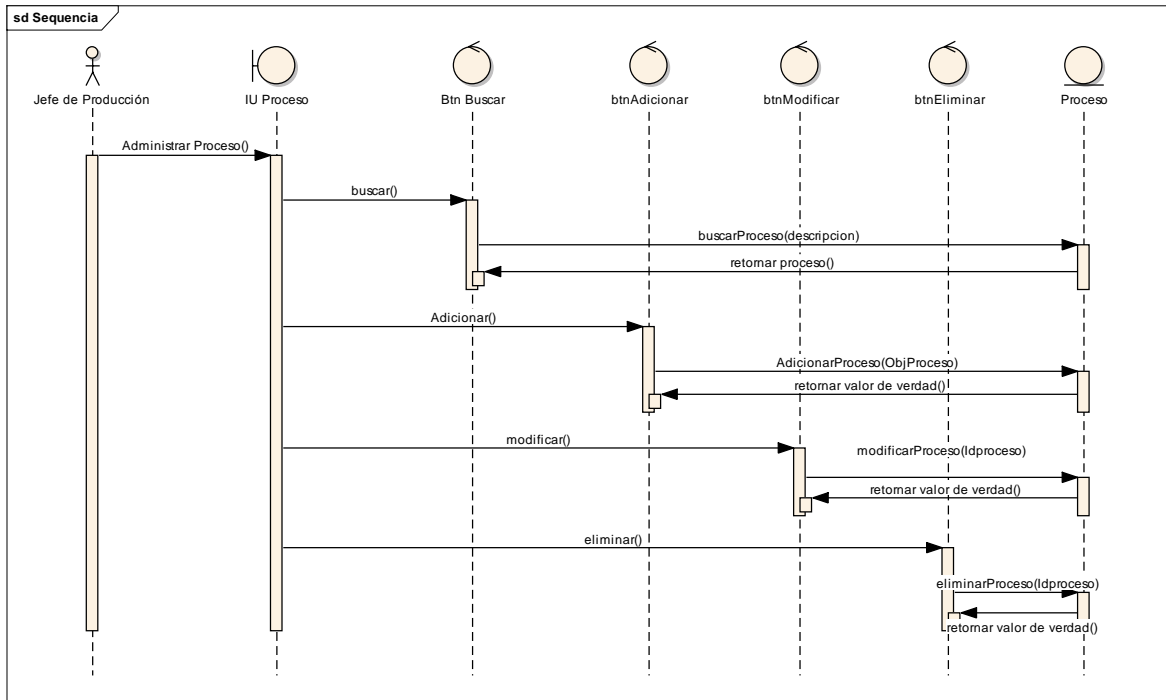 sd Sequencia
Jefe de Producción
IU Proceso
Btn Buscar
btnAdicionar
btnModificar
btnEliminar
Proceso
Administrar Proceso()
buscar()
buscarProceso(descripcion)
retornar proceso()
Adicionar()
AdicionarProceso(ObjProceso)
retornar valor de verdad()
modificar()
modificarProceso(Idproceso)
retornar valor de verdad()
eliminar()
eliminarProceso(Idproceso)
retornar valor de verdad()